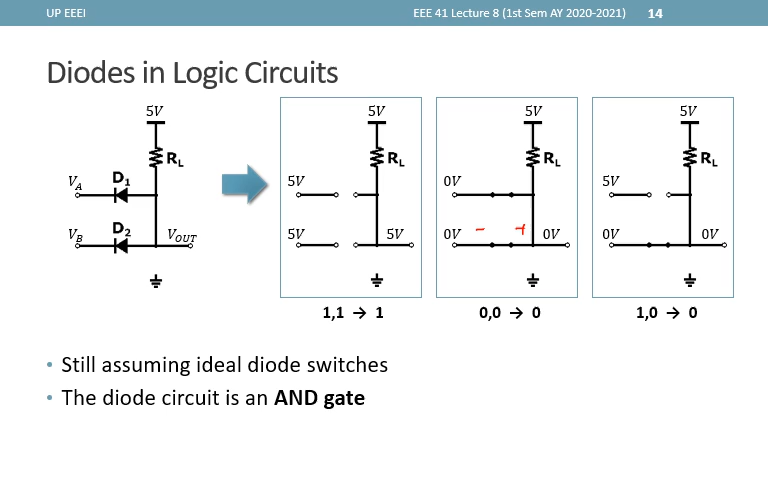 UP EEEI
EEE 41 Lecture 8 (1st Sem AY 2020-2021) 14
Diodes in Logic Circuits
5V
R_L
V_A D_1
V_B D_2 V_OUT
5V
R_L
5V
5V 5V
1,1 → 1
5V
R_L
0V
0V - + 0V
0,0 → 0
5V
R_L
5V
0V 0V
1,0 → 0
• Still assuming ideal diode switches
• The diode circuit is an AND gate